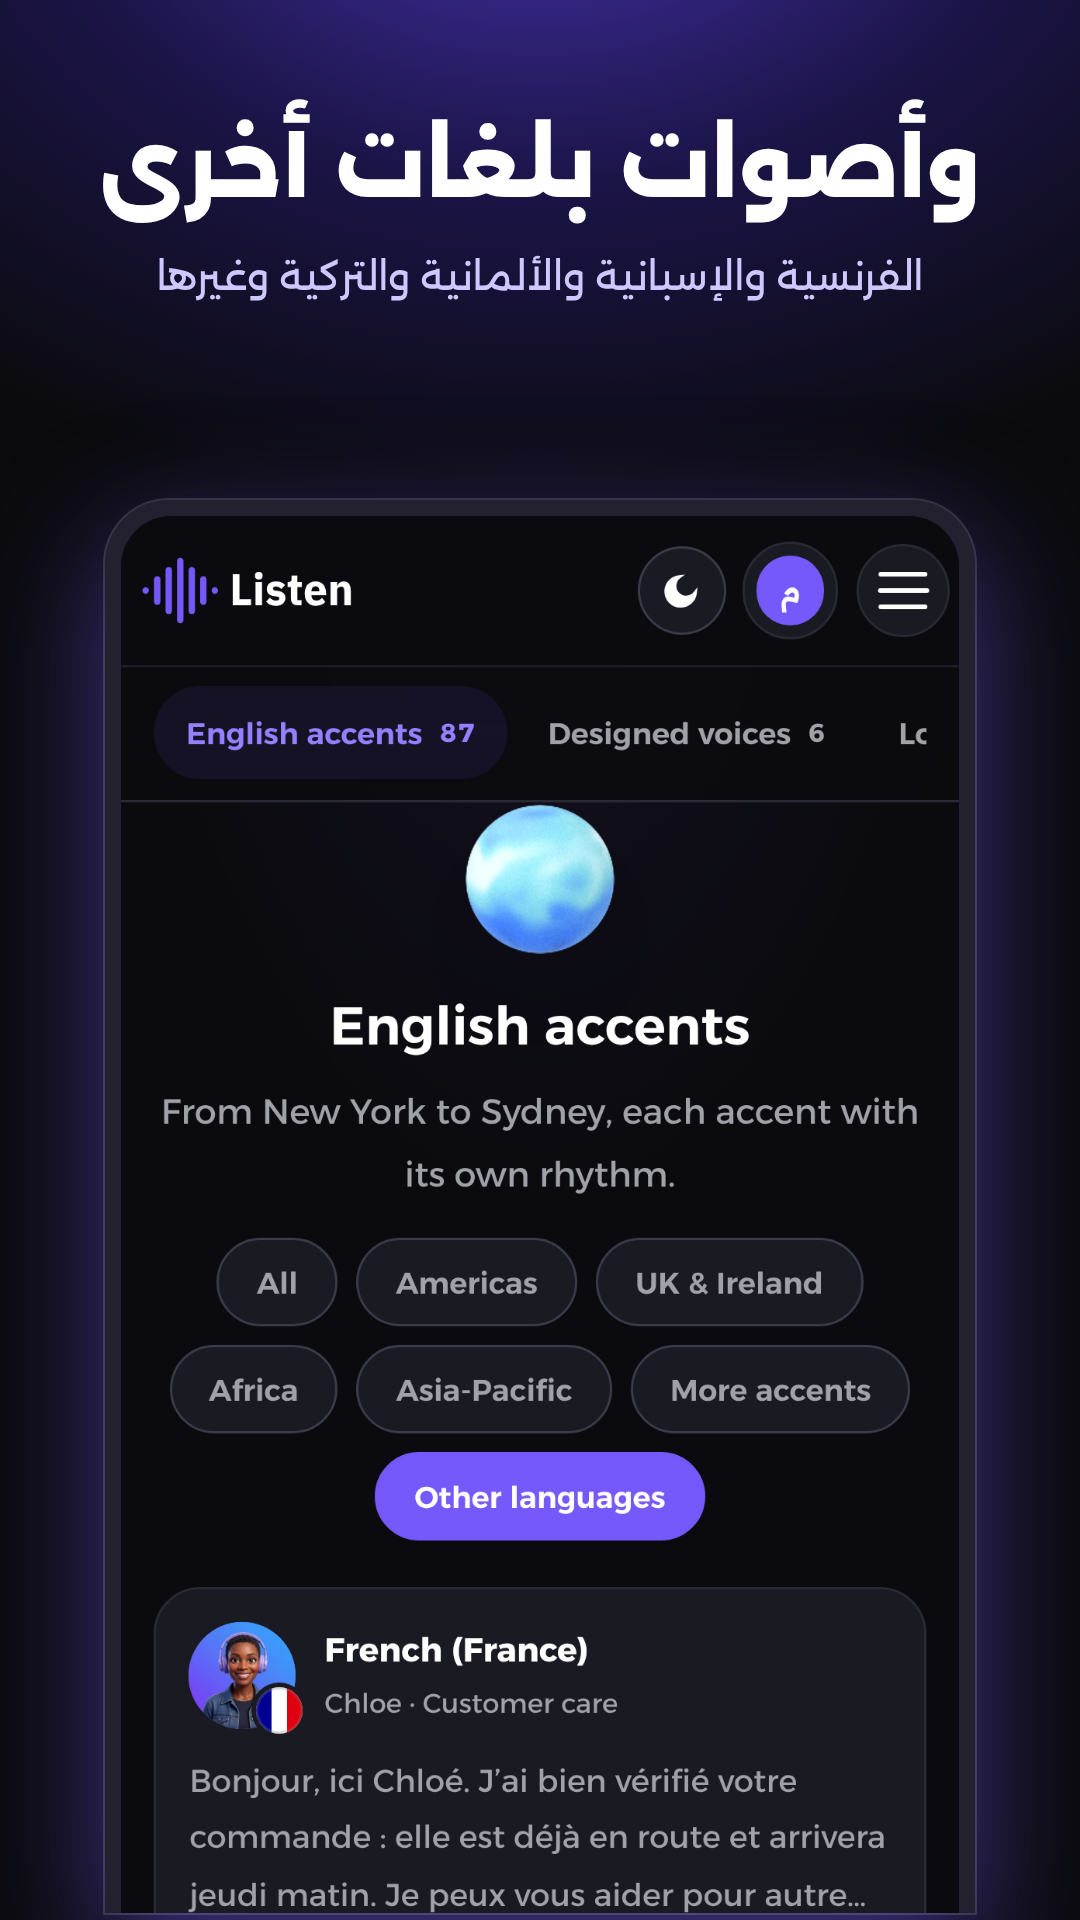 وأصوات بلغات أخرى
الفرنسية والإسبانية والألمانية والتركية وغيرها
Listen
م
English accents 87
Designed voices 6
Lc
English accents
From New York to Sydney, each accent with
its own rhythm.
All
Americas
UK & Ireland
Africa
Asia-Pacific
More accents
Other languages
French (France)
Chloe · Customer care
Bonjour, ici Chloé. J’ai bien vérifié votre
commande : elle est déjà en route et arrivera
jeudi matin. Je peux vous aider pour autre…